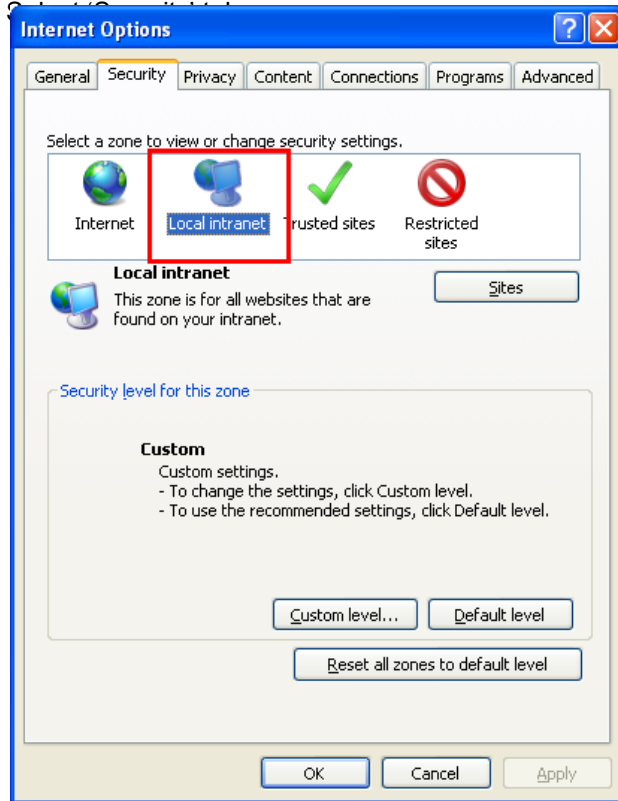 Internet Options
General Security Privacy Content Connections Programs Advanced
Select a zone to view or change security settings.
Internet Local intranet Trusted sites Restricted
sites
Local intranet
Sites
This zone is for all websites that are
found on your intranet.
Security level for this zone
Custom
Custom settings.
- To change the settings, click Custom level.
- To use the recommended settings, click Default level.
Custom level... Default level
Reset all zones to default level
OK Cancel Apply